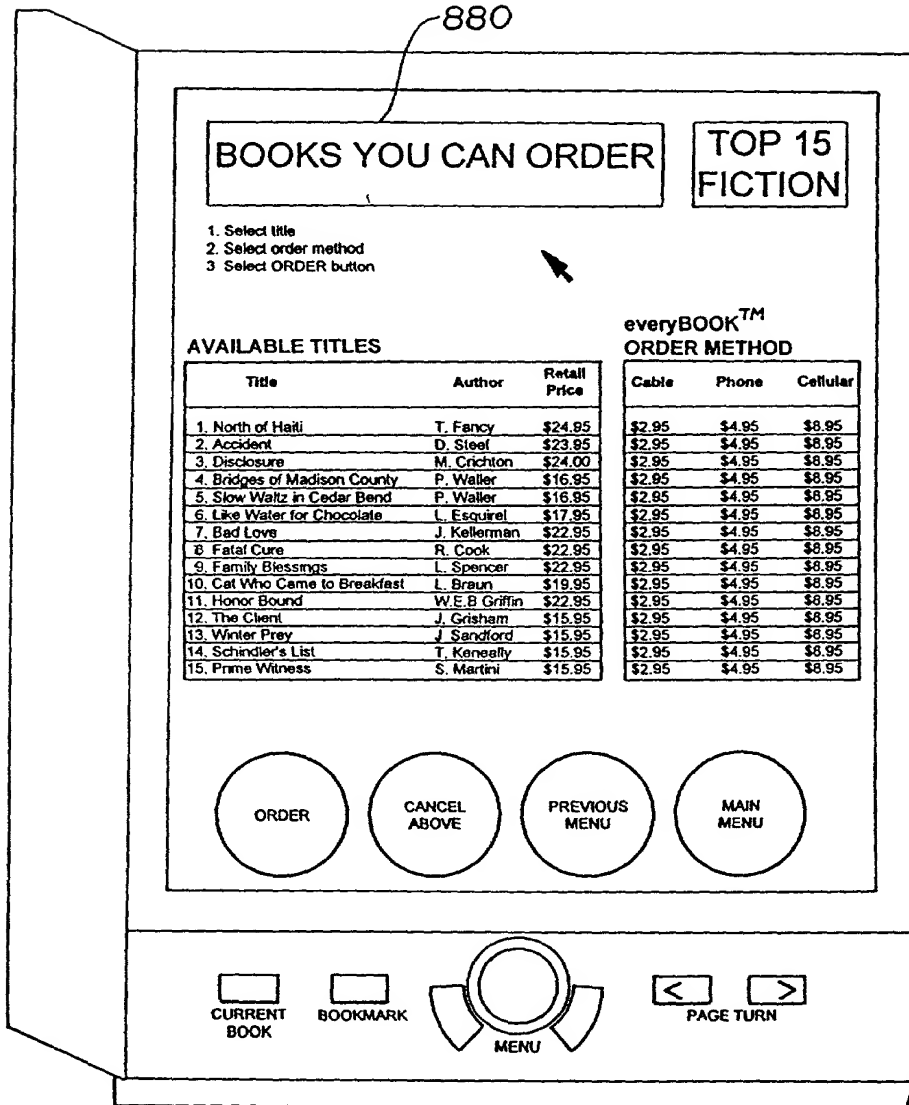 880
BOOKS YOU CAN ORDER
TOP 15
FICTION
1. Select title
2. Select order method
3 Select ORDER button
AVAILABLE TITLES
everyBOOK™
ORDER METHOD
Title Author Retail Price Cable Phone Cellular
1. North of Haiti T. Fancy $24.95 $2.95 $4.95 $8.95
2. Accident D. Steel $23.95 $2.95 $4.95 $8.95
3. Disclosure M. Crichton $24.00 $2.95 $4.95 $8.95
4. Bridges of Madison County P. Waller $16.95 $2.95 $4.95 $8.95
5. Slow Waltz in Cedar Bend P. Waller $16.95 $2.95 $4.95 $8.95
6. Like Water for Chocolate L. Esquirel $17.95 $2.95 $4.95 $8.95
7. Bad Love J. Kellerman $22.95 $2.95 $4.95 $8.95
8 Fatal Cure R. Cook $22.95 $2.95 $4.95 $8.95
9. Family Blessings L. Spencer $22.95 $2.95 $4.95 $8.95
10. Cat Who Came to Breakfast L. Braun $19.95 $2.95 $4.95 $8.95
11. Honor Bound W.E.B Griffin $22.95 $2.95 $4.95 $8.95
12. The Client J. Grisham $15.95 $2.95 $4.95 $8.95
13. Winter Prey J Sandford $15.95 $2.95 $4.95 $8.95
14. Schindler's List T. Keneally $15.95 $2.95 $4.95 $8.95
15. Prime Witness S. Martini $15.95 $2.95 $4.95 $8.95
ORDER
CANCEL
ABOVE
PREVIOUS
MENU
MAIN
MENU
CURRENT
BOOK
BOOKMARK
MENU
< >
PAGE TURN